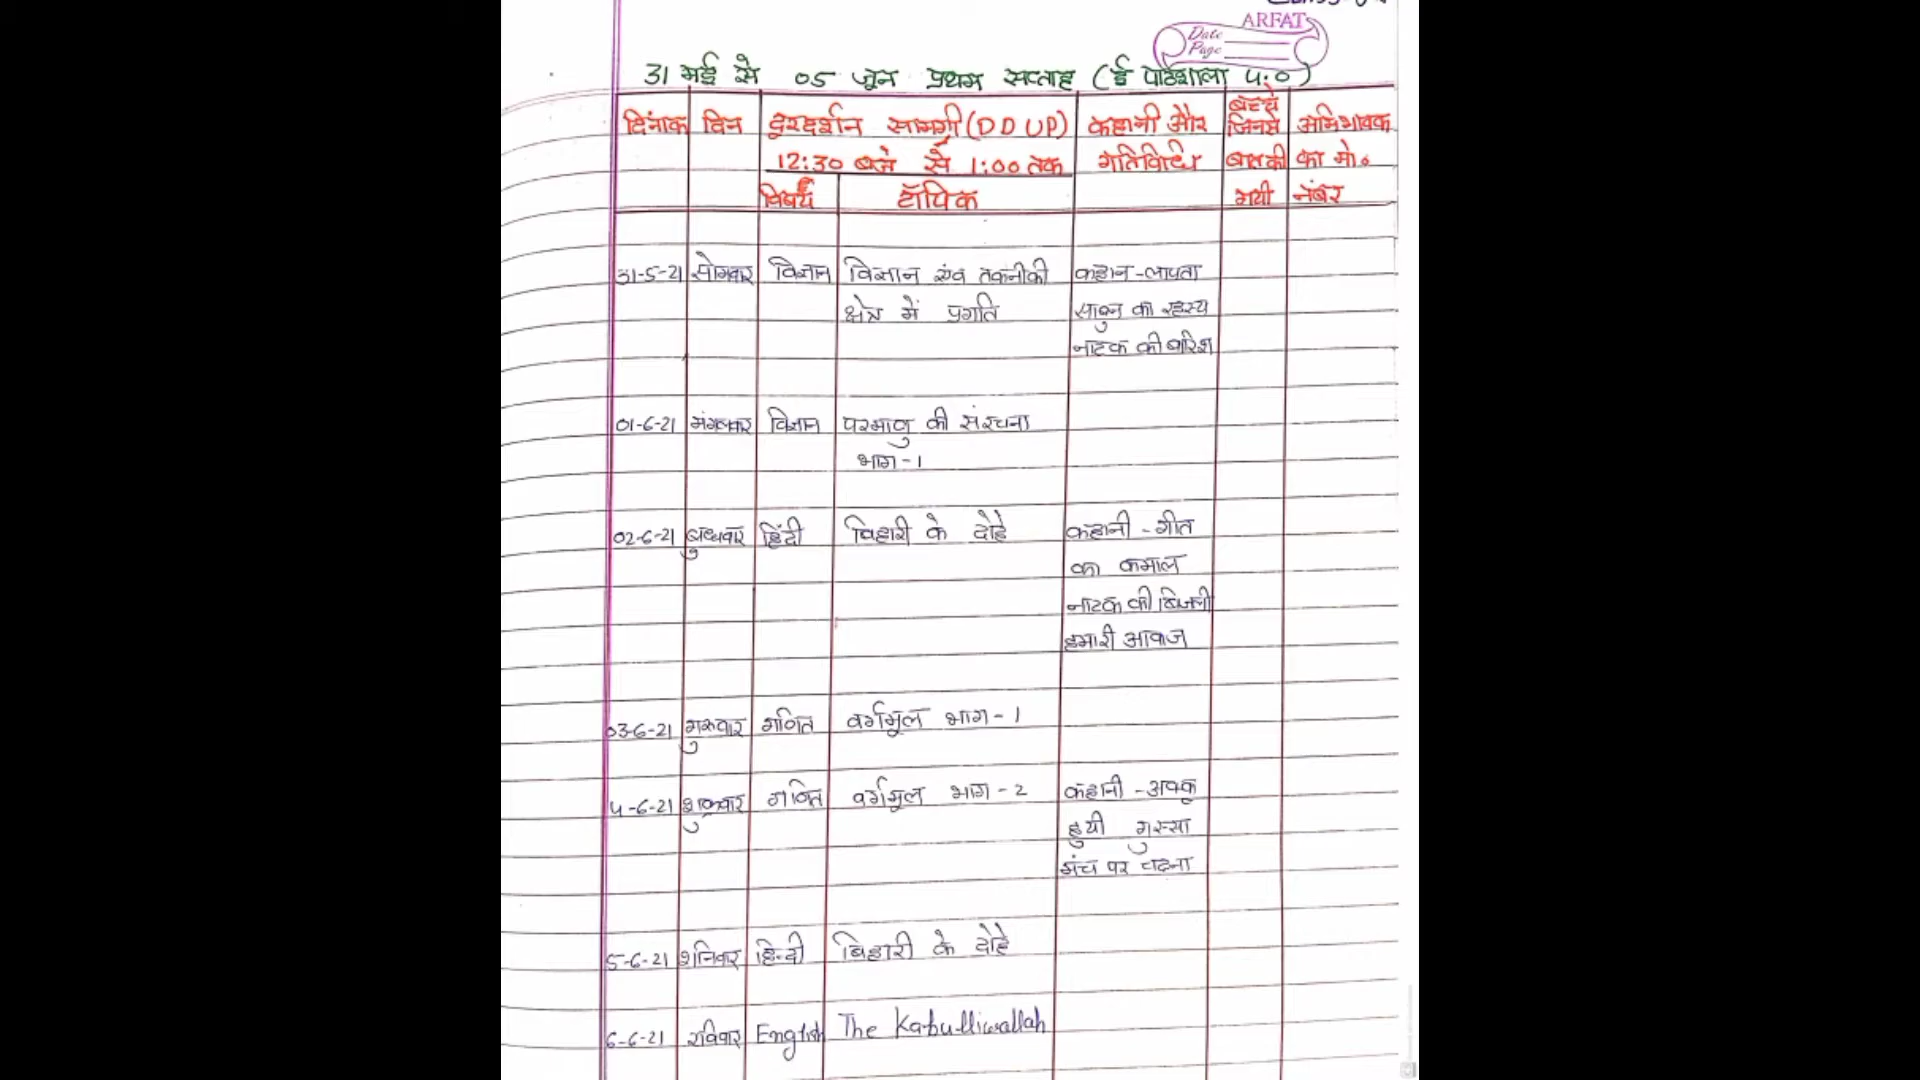 ARFAT
Date
Page
31 मई से 05 जून प्रथम सप्ताह (ई पाठशाला 4.0)
दिंनाक दिन दूरदर्शन सामग्री (DD UP) कहानी और बच्चे जिनसे अभिभावक
12:30 बजे से 1:00 तक गतिविधि बात की का मो०
विषय टॉपिक गयी नंबर
31-5-21 सोमवार विज्ञान विज्ञान एंव तकनीकी कहान-लापता
क्षेत्र में प्रगति साबुन का रहस्य
नाटक की बारिश
01-6-21 मंगलवार विज्ञान परमाणु की संरचना
भाग-1
02-6-21 बुधवार हिंदी बिहारी के दोहे कहानी-गीत
का कमाल
नाटक की बिजली
हमारी आवाज
03-6-21 गुरुवार गणित वर्गमूल भाग-1
4-6-21 शुक्रवार गणित वर्गमूल भाग-2 कहानी-अक्कू
हुयी गुस्सा
मंच पर चढना
5-6-21 शनिवार हिन्दी बिहारी के दोहे
6-6-21 रविवार English The Kabulliwallah